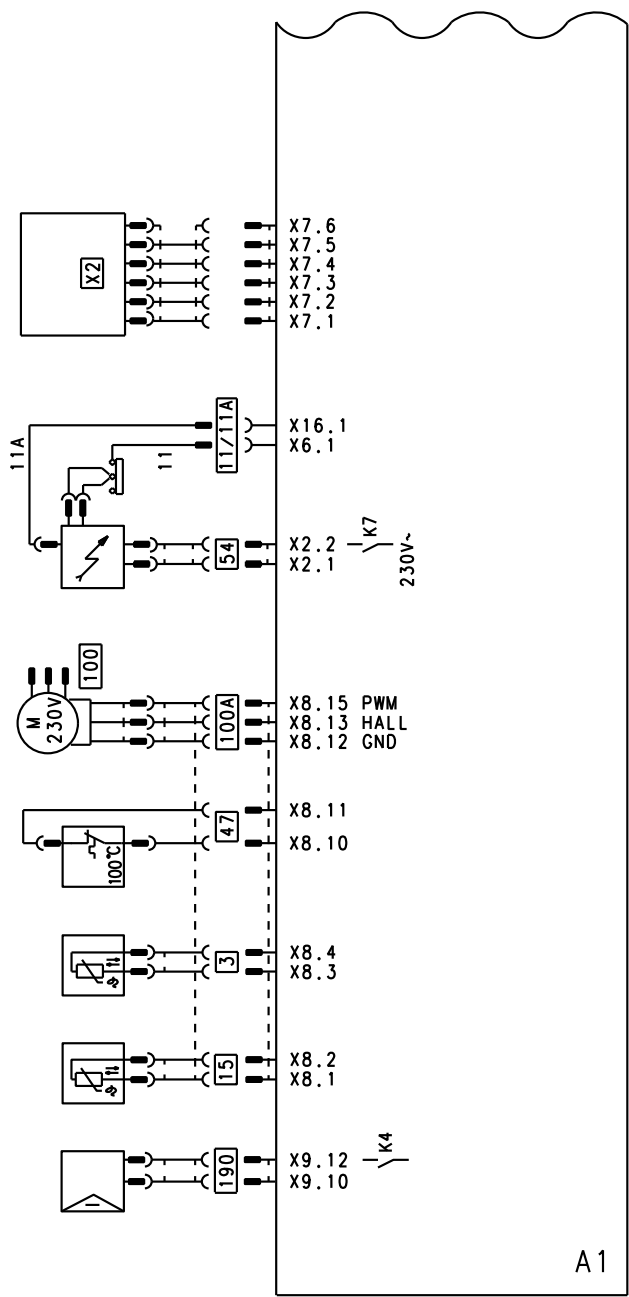 X7.6
X7.5
X2
X7.4
X7.3
X7.2
X7.1
11A
11
11/11A
X16.1
X6.1
54
X2.2
K7
X2.1
230V~
100
M
230V
100A
X8.15 PWM
X8.13 HALL
X8.12 GND
X8.11
47
100°C
X8.10
3
X8.4
X8.3
15
X8.2
X8.1
190
X9.12
K4
X9.10
A1